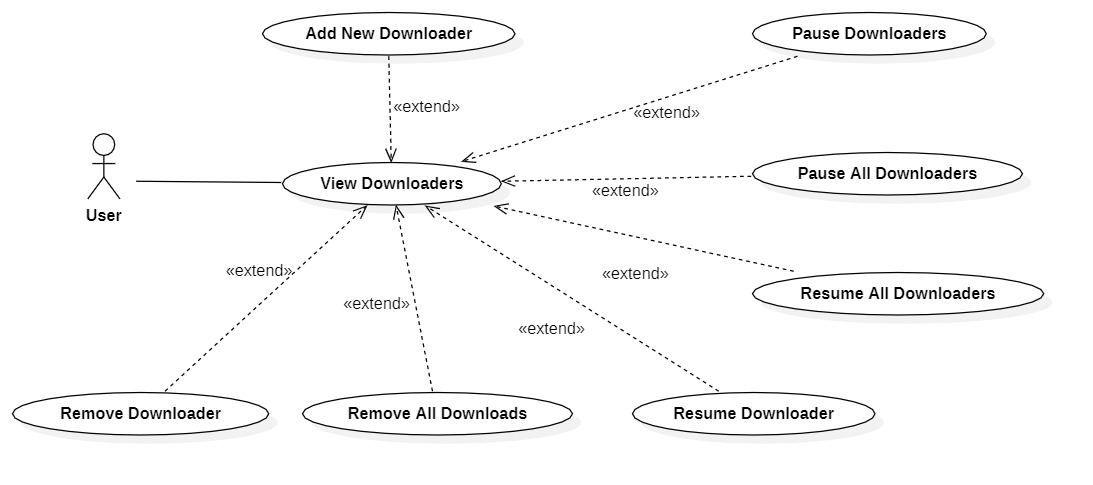 Add New Downloader
Pause Downloaders
«extend»
«extend»
View Downloaders
Pause All Downloaders
«extend»
User
«extend»
«extend»
Resume All Downloaders
«extend»
«extend»
Remove Downloader
Remove All Downloads
Resume Downloader